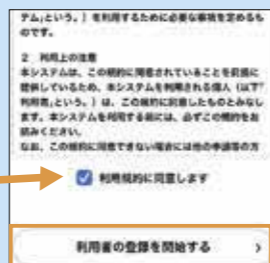 テム」という。)を利用するために必要な事項を定めるも
のです。
2 利用上の注意
本システムは、この規約に同意されていることを前提に
提供しているため、本システムを利用される個人(以下「
利用者」という。)は、この規約に同意したものとみなし
ます。本システムを利用する前には、必ずこの規約をお
読みください。
なお、この規約に同意できない場合には他の申請等の方
利用規約に同意します
利用者の登録を開始する >